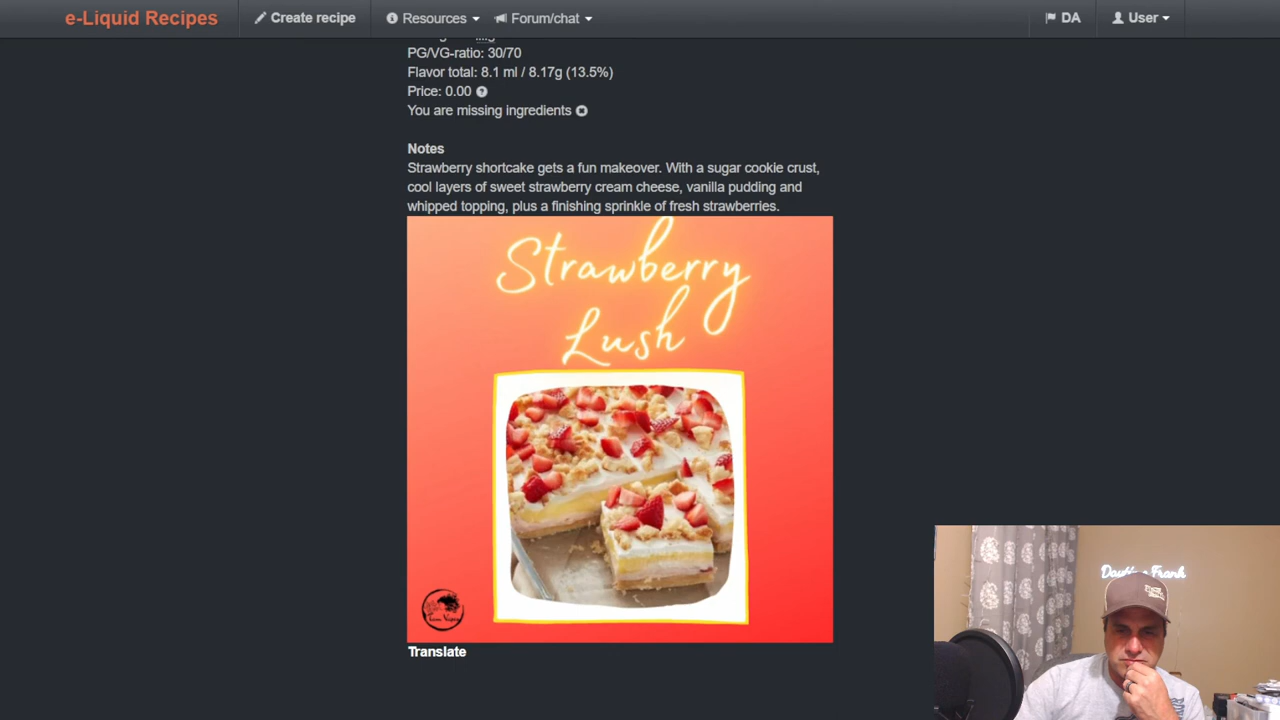 e-Liquid Recipes
Create recipe
Resources
Forum/chat
DA
User
PG/VG-ratio: 30/70
Flavor total: 8.1 ml / 8.17g (13.5%)
Price: 0.00
You are missing ingredients
Notes
Strawberry shortcake gets a fun makeover. With a sugar cookie crust,
cool layers of sweet strawberry cream cheese, vanilla pudding and
whipped topping, plus a finishing sprinkle of fresh strawberries.
Strawberry
Lush
Translate
Frank